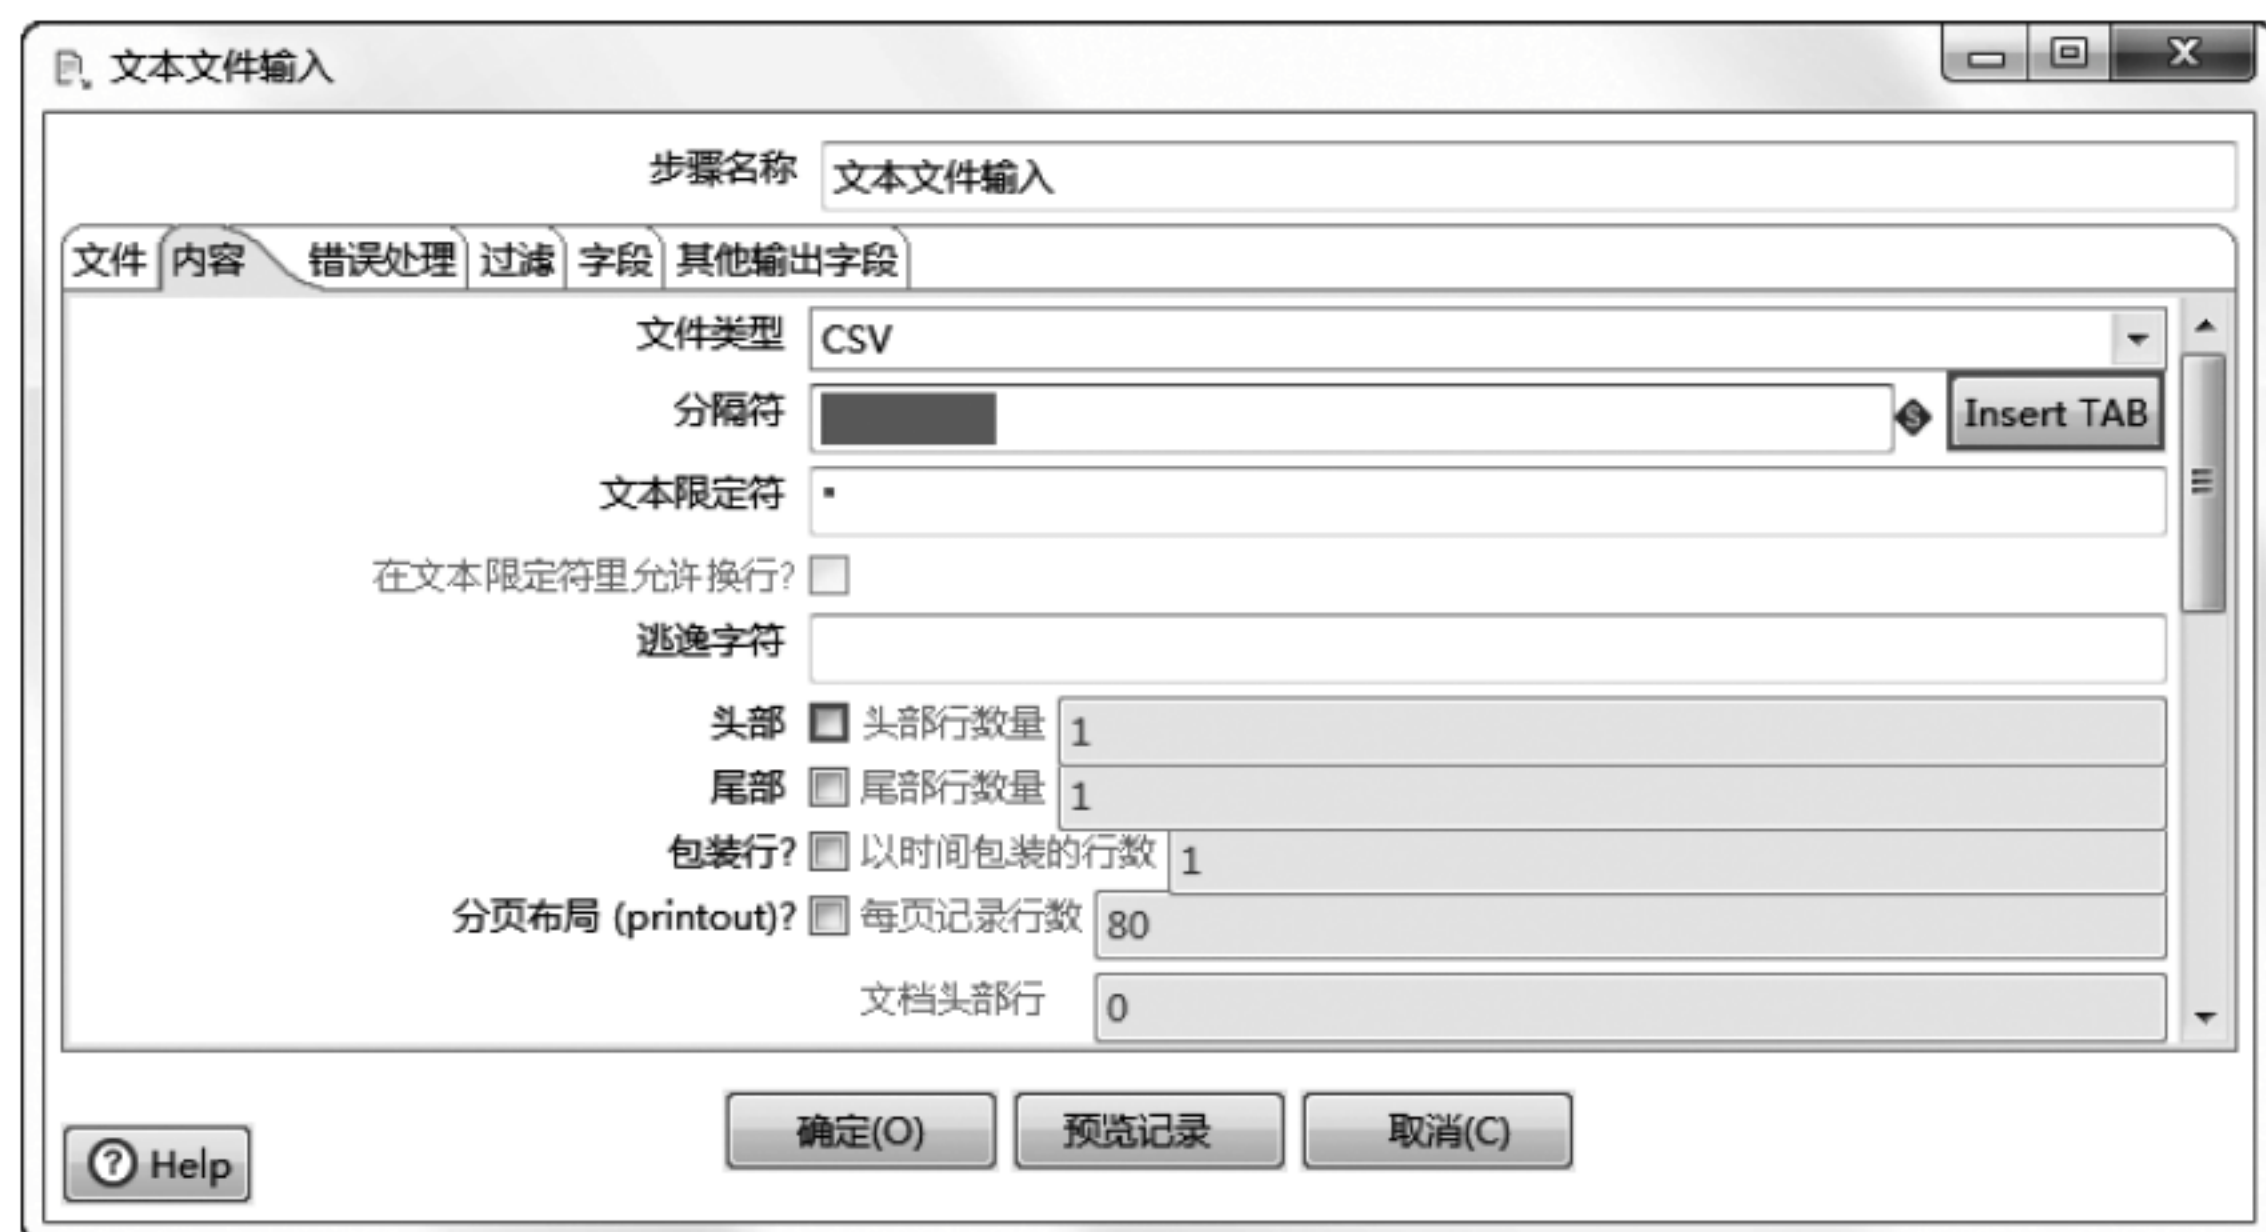 文本文件输入
步骤名称 文本文件输入
文件 内容 错误处理 过滤 字段 其他输出字段
文件类型 CSV
分隔符 Insert TAB
文本限定符 "
在文本限定符里允许换行?
逃逸字符
头部 头部行数量 1
尾部 尾部行数量 1
包装行? 以时间包装的行数 1
分页布局 (printout)? 每页记录行数 80
文档头部行 0
确定(O) 预览记录 取消(C)
Help